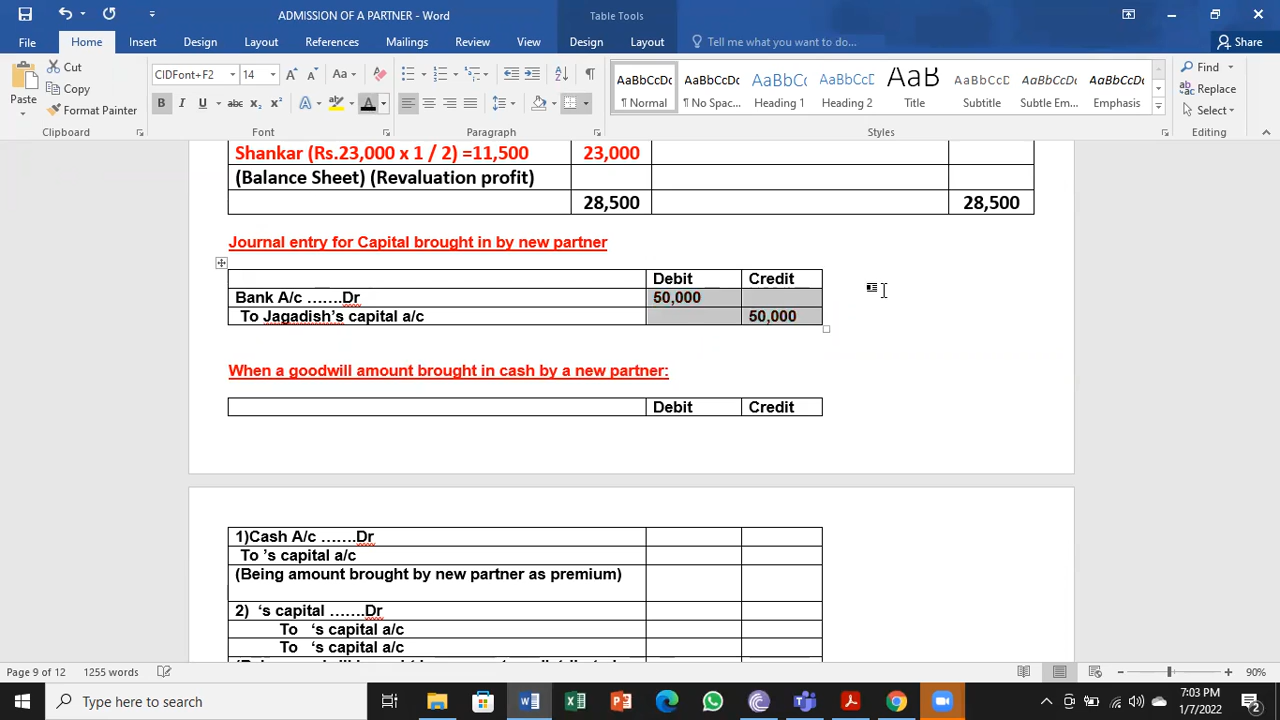 ADMISSION OF A PARTNER - Word
Table Tools
File
Home
Insert
Design
Layout
References
Mailings
Review
View
Design
Layout
Tell me what you want to do...
Share
Paste
Cut
Copy
Format Painter
Clipboard
CIDFont+F2
14
Font
Paragraph
AaBbCcDc
¶ Normal
AaBbCcDc
¶ No Spac...
AaBbCc
Heading 1
AaBbCcDc
Heading 2
AaB
Title
AaBbCcDc
Subtitle
AaBbCcDc
Subtle Em...
AaBbCcDc
Emphasis
Styles
Find
Replace
Select
Editing
Shankar (Rs.23,000 x 1 / 2) =11,500 23,000
(Balance Sheet) (Revaluation profit)
28,500 28,500
Journal entry for Capital brought in by new partner
Debit Credit
Bank A/c …….Dr 50,000
To Jagadish’s capital a/c 50,000
When a goodwill amount brought in cash by a new partner:
Debit Credit
1)Cash A/c …….Dr
To ’s capital a/c
(Being amount brought by new partner as premium)
2) ‘s capital …….Dr
To ‘s capital a/c
To ‘s capital a/c
Page 9 of 12 1255 words
90%
Type here to search
7:03 PM
1/7/2022
2